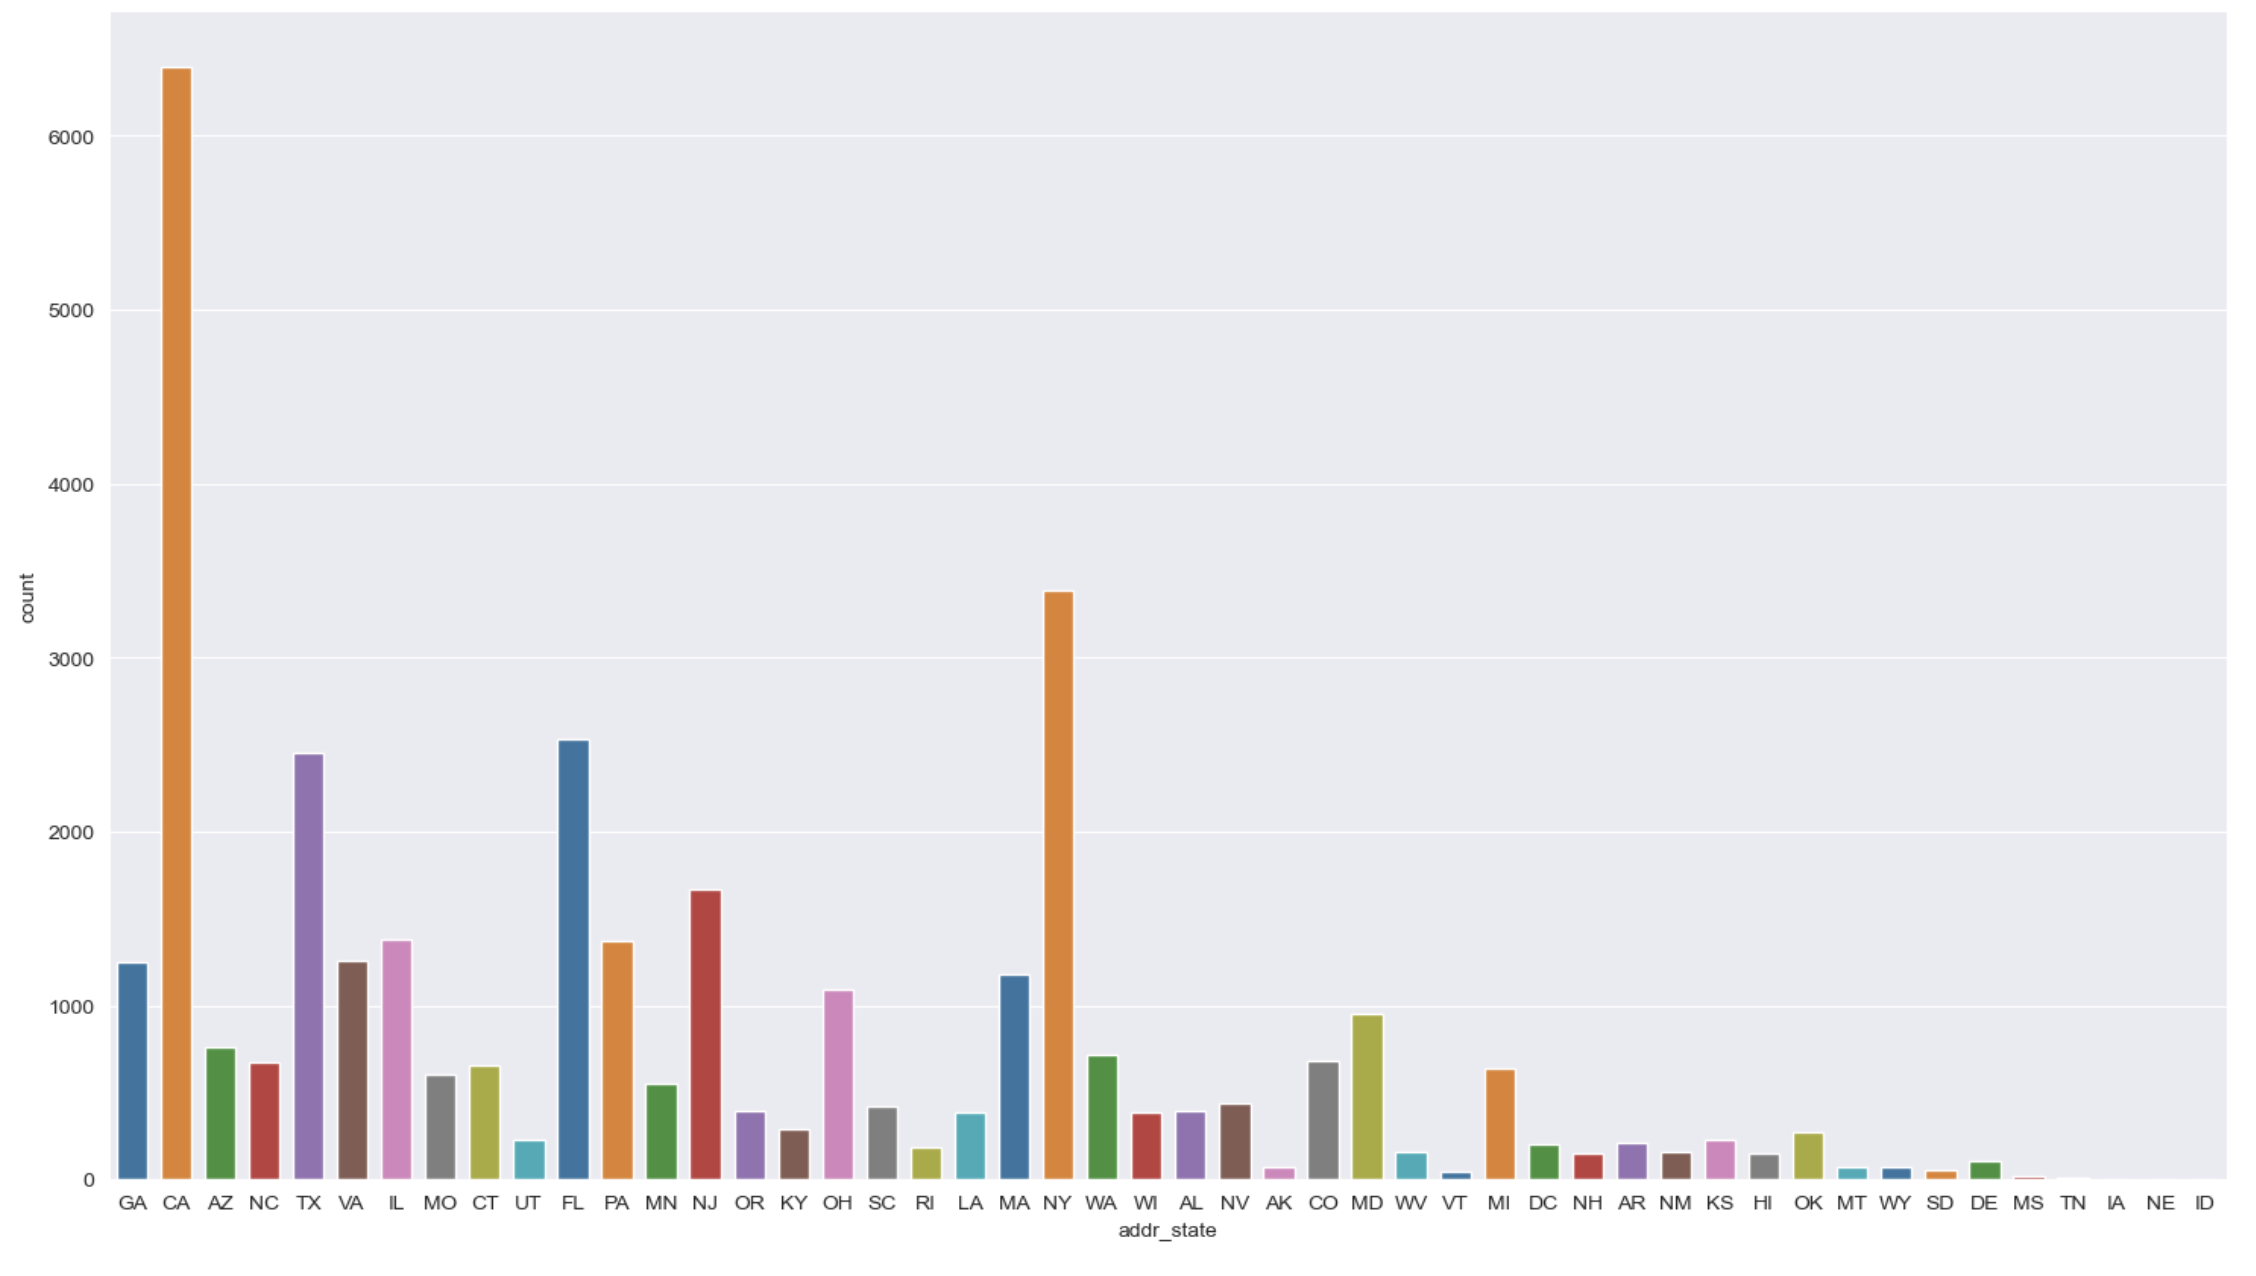 6000
5000
4000
3000
2000
1000
0
count
GA CA AZ NC TX VA IL MO CT UT FL PA MN NJ OR KY OH SC RI LA MA NY WA WI AL NV AK CO MD WV VT MI DC NH AR NM KS HI OK MT WY SD DE MS TN IA NE ID
addr_state